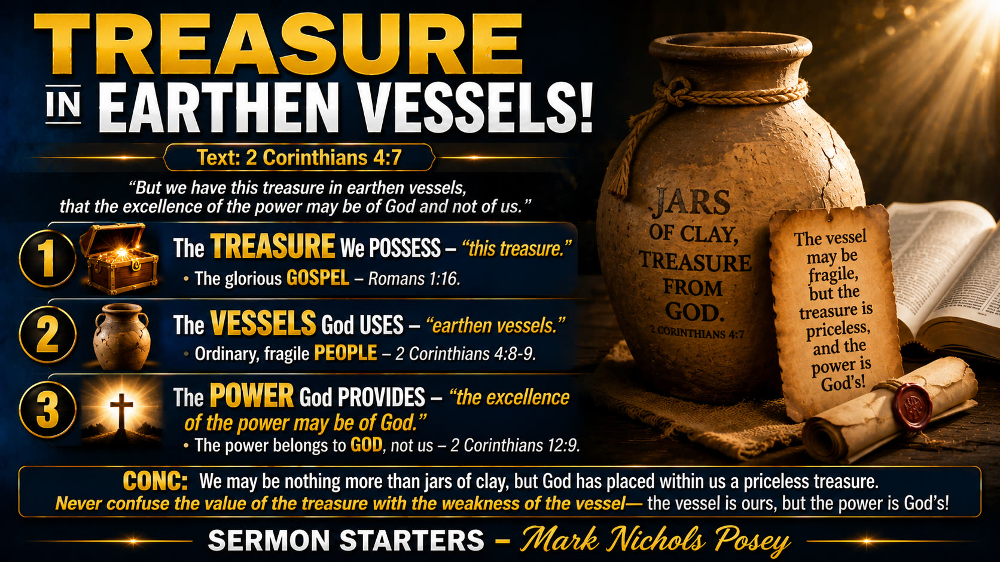 TREASURE
IN EARTHEN VESSELS!
Text: 2 Corinthians 4:7
“But we have this treasure in earthen vessels,
that the excellence of the power may be of God and not of us.”
1
The TREASURE We POSSESS – “this treasure.”
• The glorious GOSPEL – Romans 1:16.
2
The VESSELS God USES – “earthen vessels.”
• Ordinary, fragile PEOPLE – 2 Corinthians 4:8-9.
3
The POWER God PROVIDES – “the excellence
of the power may be of God.”
• The power belongs to GOD, not us – 2 Corinthians 12:9.
JARS
OF CLAY,
TREASURE
FROM
GOD.
2 CORINTHIANS 4:7
The vessel
may be
fragile,
but the
treasure is
priceless,
and the
power is
God's!
CONC: We may be nothing more than jars of clay, but God has placed within us a priceless treasure.
Never confuse the value of the treasure with the weakness of the vessel— the vessel is ours, but the power is God's!
SERMON STARTERS – Mark Nichols Posey